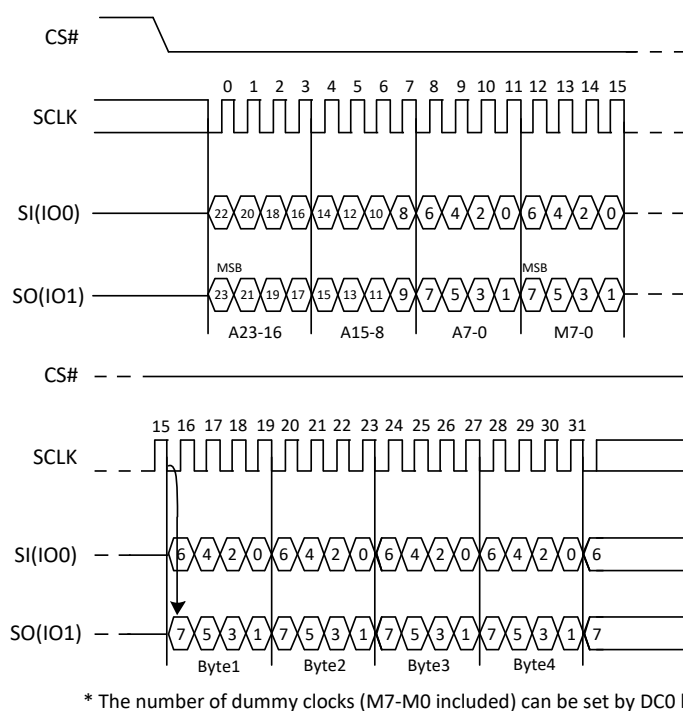 CS#
0 1 2 3 4 5 6 7 8 9 10 11 12 13 14 15
SCLK
SI(IO0) 22 20 18 16 14 12 10 8 6 4 2 0 6 4 2 0
MSB MSB
SO(IO1) 23 21 19 17 15 13 11 9 7 5 3 1 7 5 3 1
A23-16 A15-8 A7-0 M7-0
CS#
15 16 17 18 19 20 21 22 23 24 25 26 27 28 29 30 31
SCLK
SI(IO0) 6 4 2 0 6 4 2 0 6 4 2 0 6 4 2 0 6
SO(IO1) 7 5 3 1 7 5 3 1 7 5 3 1 7 5 3 1 7
Byte1 Byte2 Byte3 Byte4
* The number of dummy clocks (M7-M0 included) can be set by DC0